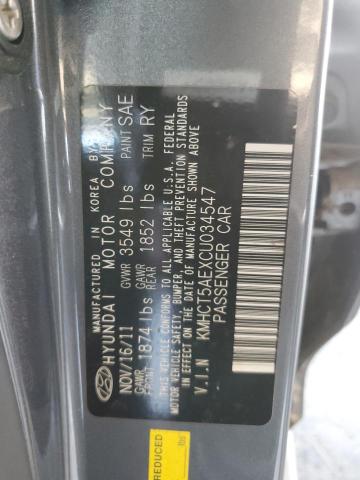 MANUFACTURED IN KOREA BY
HYUNDAI MOTOR COMPANY
NOV/16/11 GVWR 3549 lbs PAINT SAE
GAWR FRONT 1874 lbs GAWR REAR 1852 lbs TRIM RY
THIS VEHICLE CONFORMS TO ALL APPLICABLE U.S.A. FEDERAL
MOTOR VEHICLE SAFETY, BUMPER, AND THEFT PREVENTION STANDARDS
IN EFFECT ON THE DATE OF MANUFACTURE SHOWN ABOVE
V.I.N KMHCT5AEXCU034547
PASSENGER CAR
REDUCED
lbs